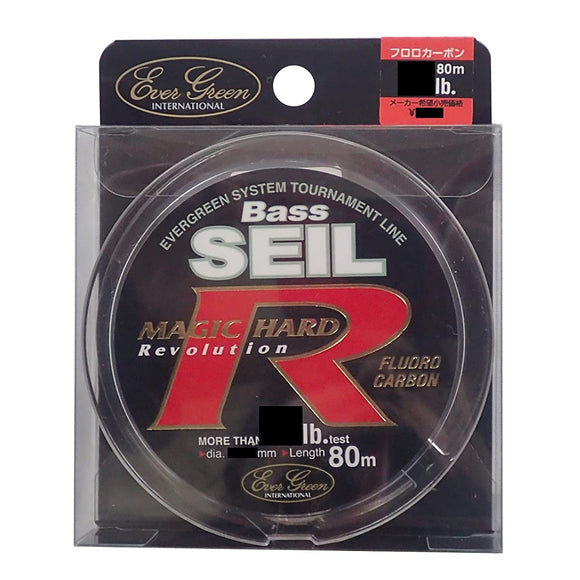 Ever Green
INTERNATIONAL
フロロカーボン
80m
lb.
メーカー希望小売価格
¥
EVERGREEN SYSTEM TOURNAMENT LINE
Bass
SEIL
R
MAGIC HARD
Revolution
FLUORO
CARBON
MORE THAN lb.test
▶dia. mm ▶Length 80m
Ever Green
INTERNATIONAL